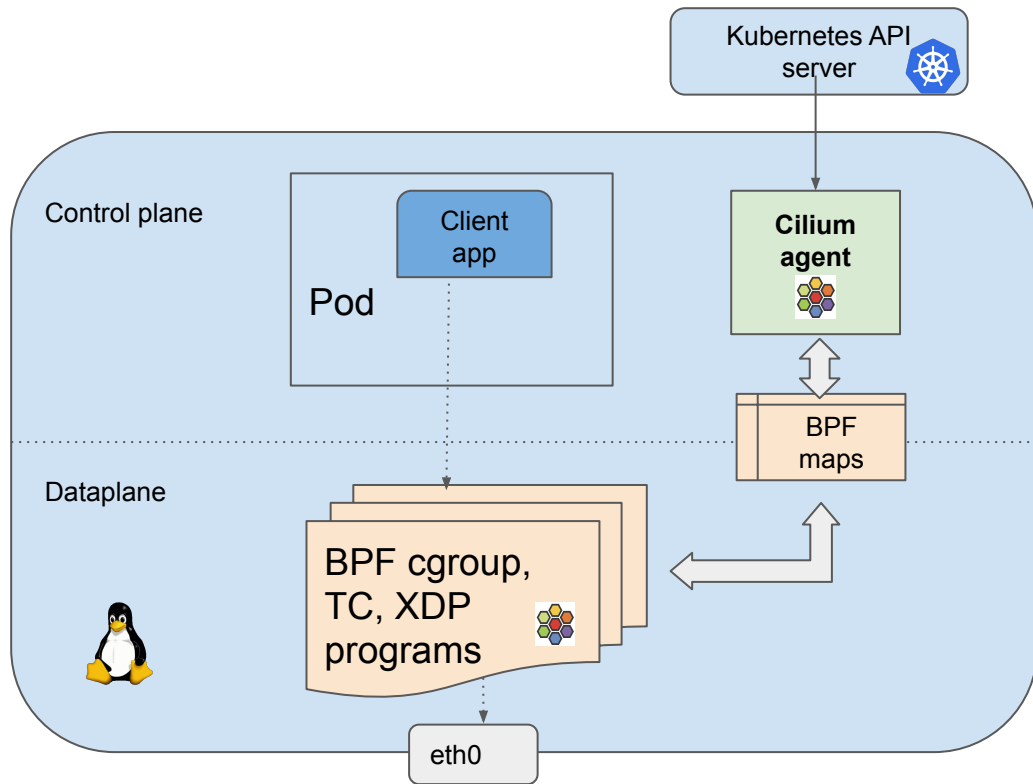 Kubernetes API
server
Control plane
Client
app
Pod
Cilium
agent
BPF
maps
Dataplane
BPF cgroup,
TC, XDP
programs
eth0